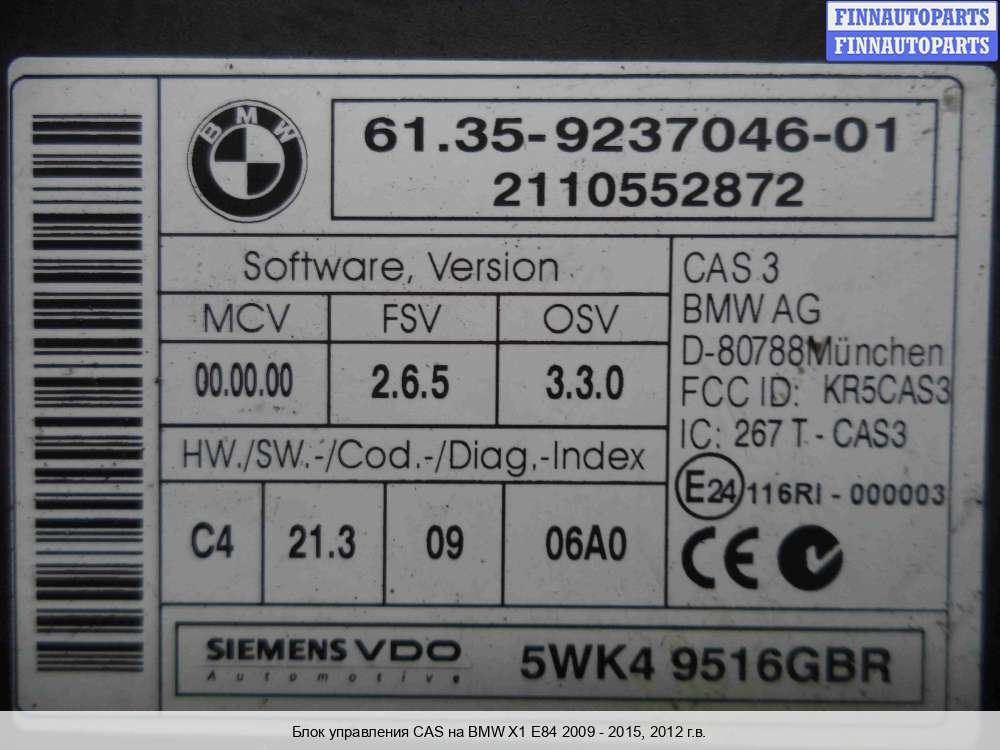 FINNAUTOPARTS
FINNAUTOPARTS
BMW
61.35-9237046-01
2110552872
Software, Version
MCV FSV OSV
00.00.00 2.6.5 3.3.0
HW./SW.-/Cod.-/Diag.-Index
C4 21.3 09 06A0
CAS 3
BMW AG
D-80788München
FCC ID: KR5CAS3
IC: 267 T - CAS3
E24 116RI - 000003
CE
SIEMENS VDO
Automotive
5WK4 9516GBR
Блок управления CAS на BMW X1 E84 2009 - 2015, 2012 г.в.